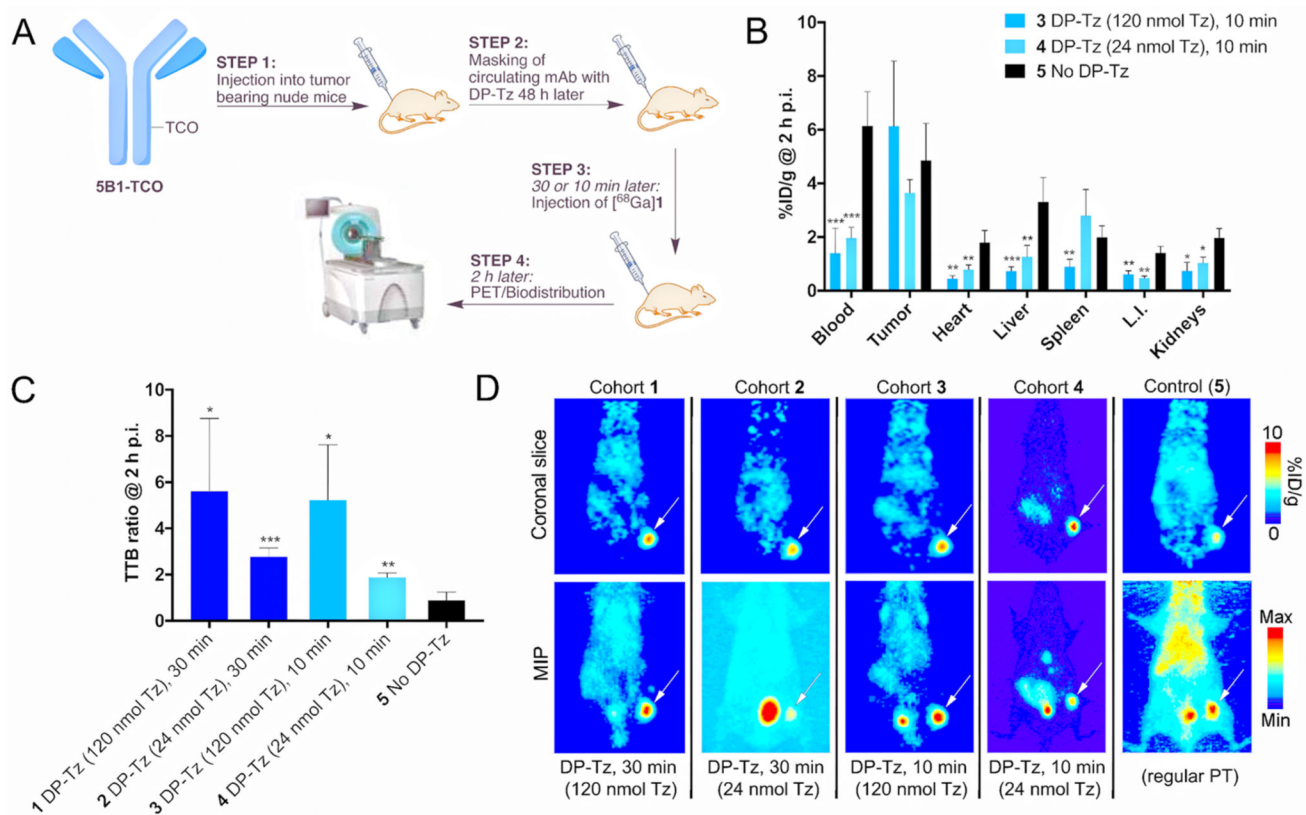 A
STEP 1:
Injection into tumor
bearing nude mice
TCO
5B1-TCO
STEP 2:
Masking of
circulating mAb with
DP-Tz 48 h later
STEP 3:
30 or 10 min later:
Injection of [68Ga]1
STEP 4:
2 h later:
PET/Biodistribution
B
3 DP-Tz (120 nmol Tz), 10 min
4 DP-Tz (24 nmol Tz), 10 min
5 No DP-Tz
%ID/g @ 2 h p.i.
10
8
6
4
2
0
*** ***
** **
*** **
**
** **
* *
Blood
Tumor
Heart
Liver
Spleen
L.I.
Kidneys
C
TTB ratio @ 2 h p.i.
10
8
6
4
2
0
*
***
*
**
1 DP-Tz (120 nmol Tz), 30 min
2 DP-Tz (24 nmol Tz), 30 min
3 DP-Tz (120 nmol Tz), 10 min
4 DP-Tz (24 nmol Tz), 10 min
5 No DP-Tz
D
Cohort 1
Cohort 2
Cohort 3
Cohort 4
Control (5)
Coronal slice
MIP
10
%ID/g
0
Max
Min
DP-Tz, 30 min
(120 nmol Tz)
DP-Tz, 30 min
(24 nmol Tz)
DP-Tz, 10 min
(120 nmol Tz)
DP-Tz, 10 min
(24 nmol Tz)
(regular PT)